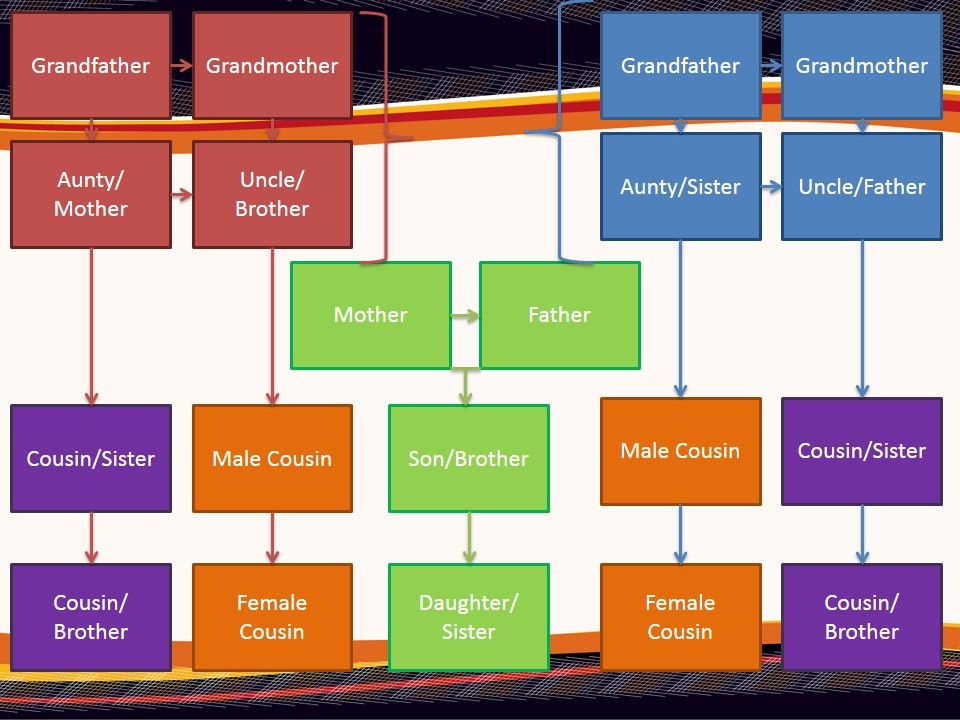 Grandfather
Grandmother
Grandfather
Grandmother
Aunty/
Mother
Uncle/
Brother
Aunty/Sister
Uncle/Father
Mother
Father
Cousin/Sister
Male Cousin
Son/Brother
Male Cousin
Cousin/Sister
Cousin/
Brother
Female
Cousin
Daughter/
Sister
Female
Cousin
Cousin/
Brother